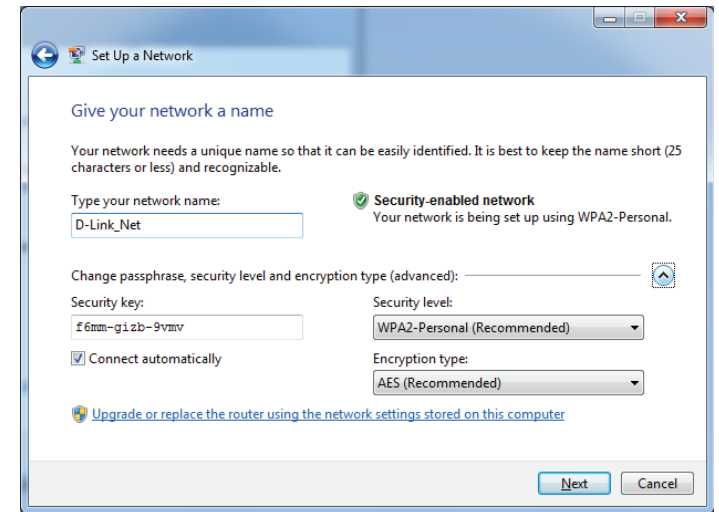 Set Up a Network
Give your network a name
Your network needs a unique name so that it can be easily identified. It is best to keep the name short (25
characters or less) and recognizable.
Type your network name:
D-Link_Net
Security-enabled network
Your network is being set up using WPA2-Personal.
Change passphrase, security level and encryption type (advanced):
Security key:
f6mm-gizb-9vmv
Security level:
WPA2-Personal (Recommended)
Connect automatically
Encryption type:
AES (Recommended)
Upgrade or replace the router using the network settings stored on this computer
Next
Cancel